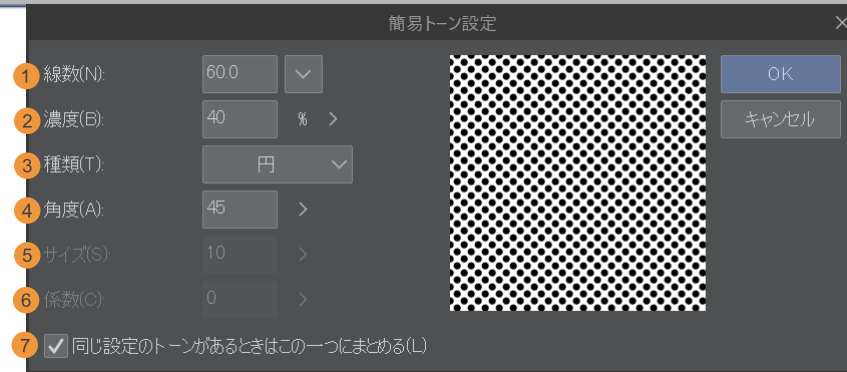 簡易トーン設定
1 線数(N): 60.0
OK
2 濃度(B): 40 %
キャンセル
3 種類(T): 円
4 角度(A): 45
5 サイズ(S): 10
6 係数(C): 0
7 同じ設定のトーンがあるときはこの一つにまとめる(L)